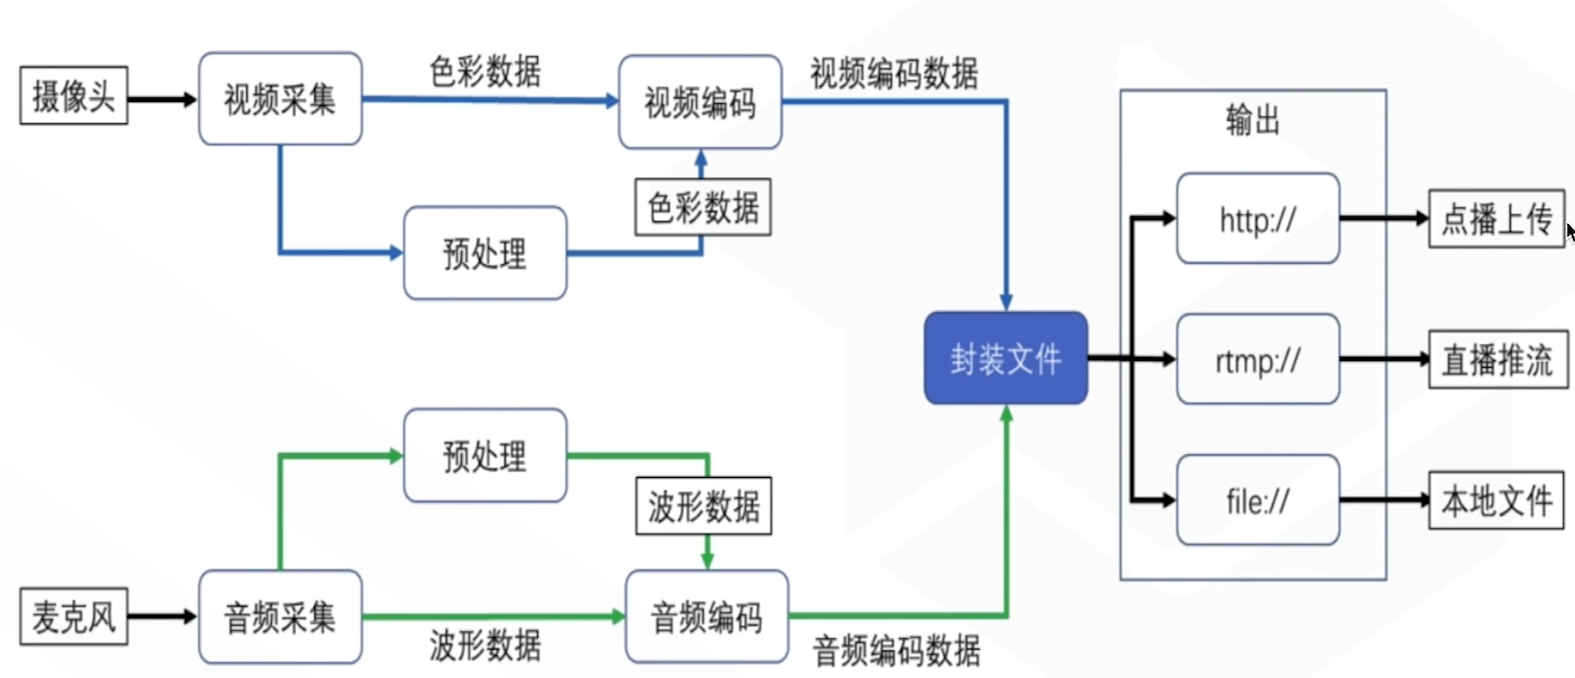 摄像头
视频采集
色彩数据
视频编码
视频编码数据
预处理
色彩数据
麦克风
音频采集
预处理
波形数据
波形数据
音频编码
音频编码数据
封装文件
输出
http://
点播上传
rtmp://
直播推流
file://
本地文件